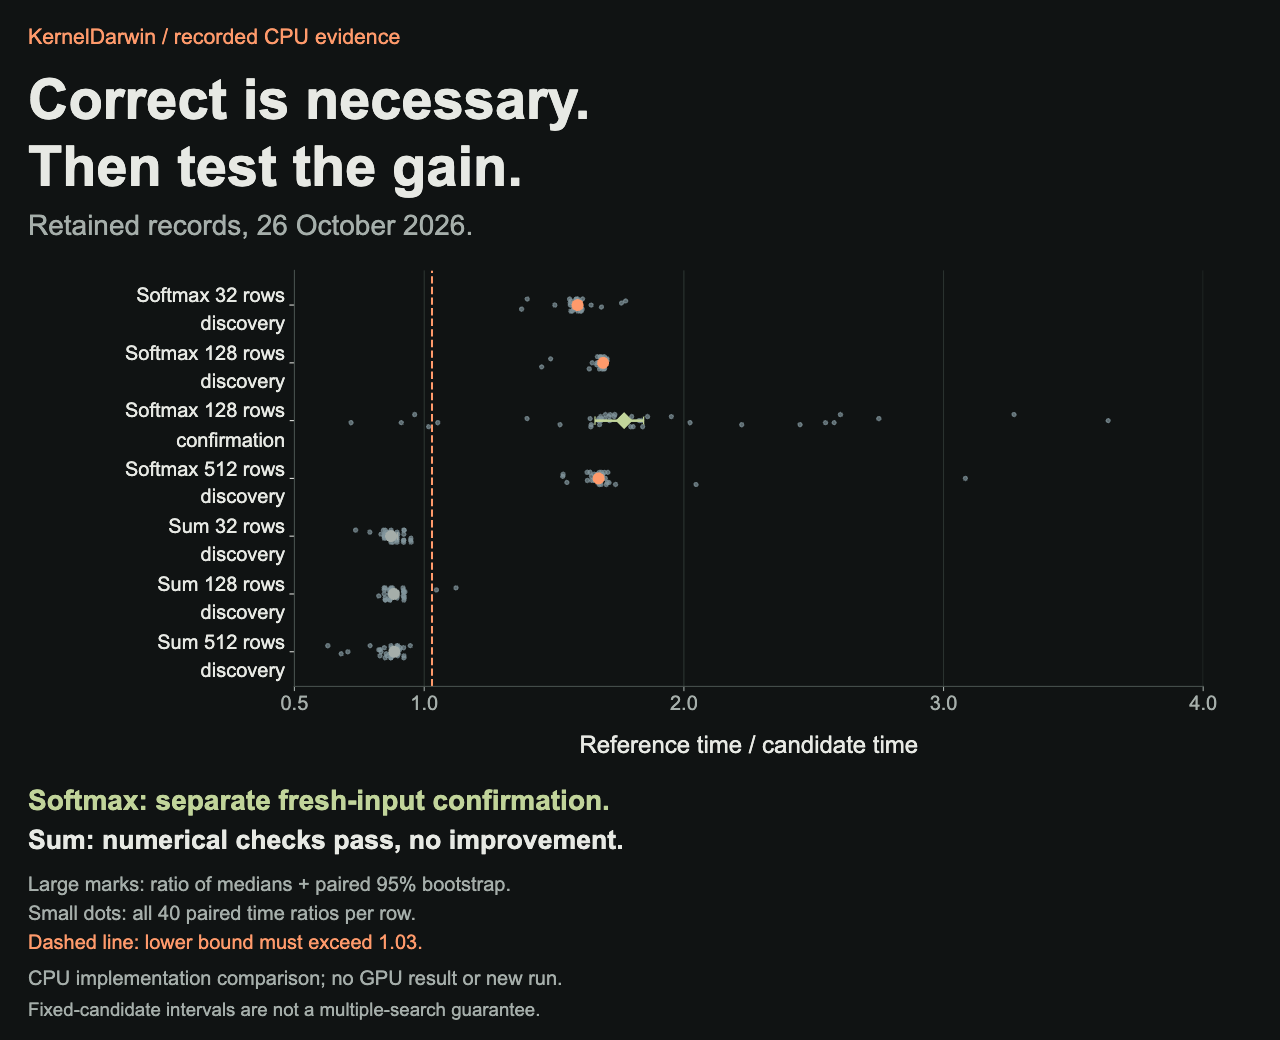 KernelDarwin / recorded CPU evidence
Correct is necessary.
Then test the gain.
Retained records, 26 October 2026.
Softmax 32 rows
discovery
Softmax 128 rows
discovery
Softmax 128 rows
confirmation
Softmax 512 rows
discovery
Sum 32 rows
discovery
Sum 128 rows
discovery
Sum 512 rows
discovery
0.5 1.0 2.0 3.0 4.0
Reference time / candidate time
Softmax: separate fresh-input confirmation.
Sum: numerical checks pass, no improvement.
Large marks: ratio of medians + paired 95% bootstrap.
Small dots: all 40 paired time ratios per row.
Dashed line: lower bound must exceed 1.03.
CPU implementation comparison; no GPU result or new run.
Fixed-candidate intervals are not a multiple-search guarantee.